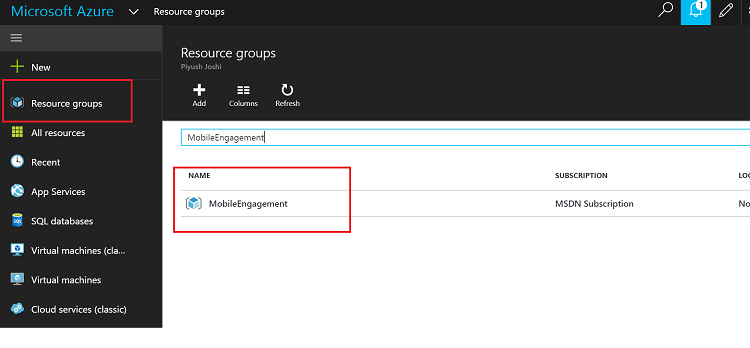 Microsoft Azure Resource groups
1
New
Resource groups
All resources
Recent
App Services
SQL
SQL databases
Virtual machines (cla...
Virtual machines
Cloud services (classic)
Resource groups
Piyush Joshi
Add Columns Refresh
MobileEngagement
NAME SUBSCRIPTION LO
MobileEngagement MSDN Subscription No